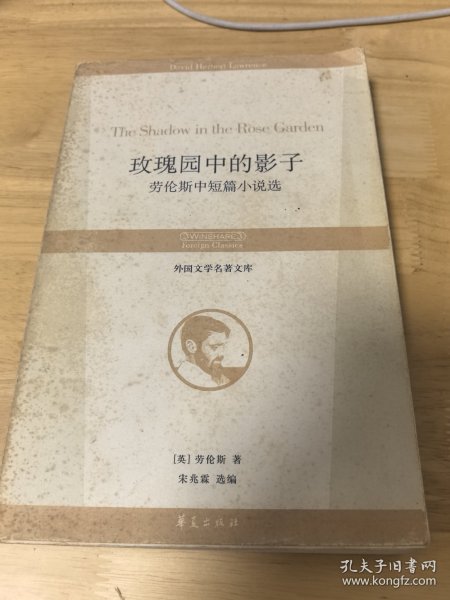 David Herbert Lawrence
The Shadow in the Rose Garden
玫瑰园中的影子
劳伦斯中短篇小说选
WINSHARE
Foreign Classics
外国文学名著文库
[英] 劳伦斯 著
宋兆霖 选编
华夏出版社
孔夫子旧书网
www.kongfz.com